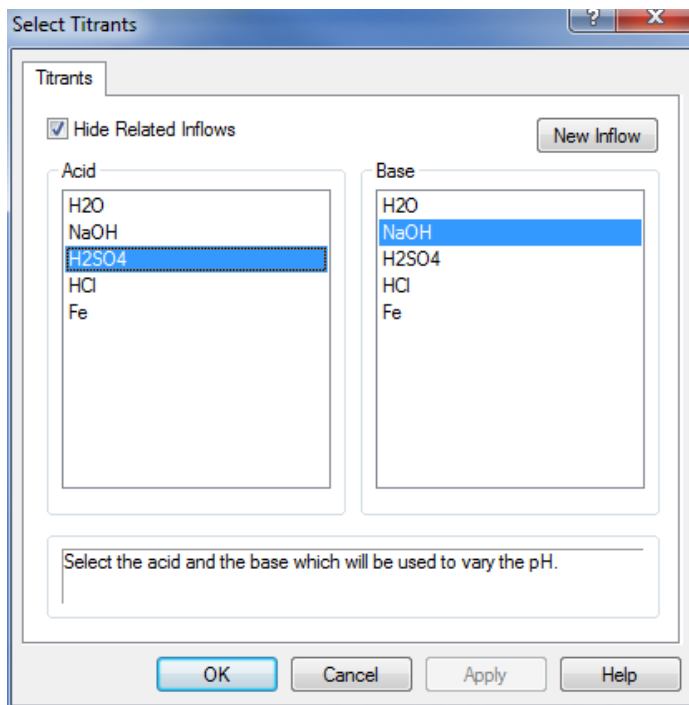 Select Titrants
?
X
Titrants
Hide Related Inflows
New Inflow
Acid
H2O
NaOH
H2SO4
HCl
Fe
Base
H2O
NaOH
H2SO4
HCl
Fe
Select the acid and the base which will be used to vary the pH.
OK
Cancel
Apply
Help